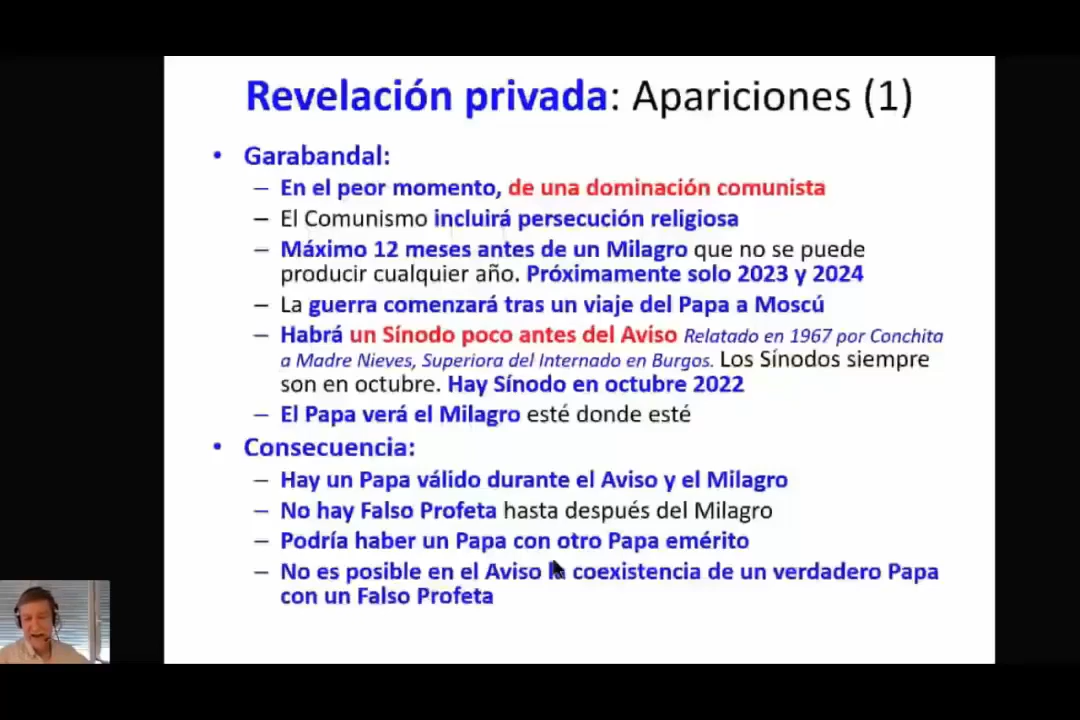 Revelación privada: Apariciones (1)
• Garabandal:
– En el peor momento, de una dominación comunista
– El Comunismo incluirá persecución religiosa
– Máximo 12 meses antes de un Milagro que no se puede
producir cualquier año. Próximamente solo 2023 y 2024
– La guerra comenzará tras un viaje del Papa a Moscú
– Habrá un Sínodo poco antes del Aviso Relatado en 1967 por Conchita
a Madre Nieves, Superiora del Internado en Burgos. Los Sínodos siempre
son en octubre. Hay Sínodo en octubre 2022
– El Papa verá el Milagro esté donde esté
• Consecuencia:
– Hay un Papa válido durante el Aviso y el Milagro
– No hay Falso Profeta hasta después del Milagro
– Podría haber un Papa con otro Papa emérito
– No es posible en el Aviso la coexistencia de un verdadero Papa
con un Falso Profeta